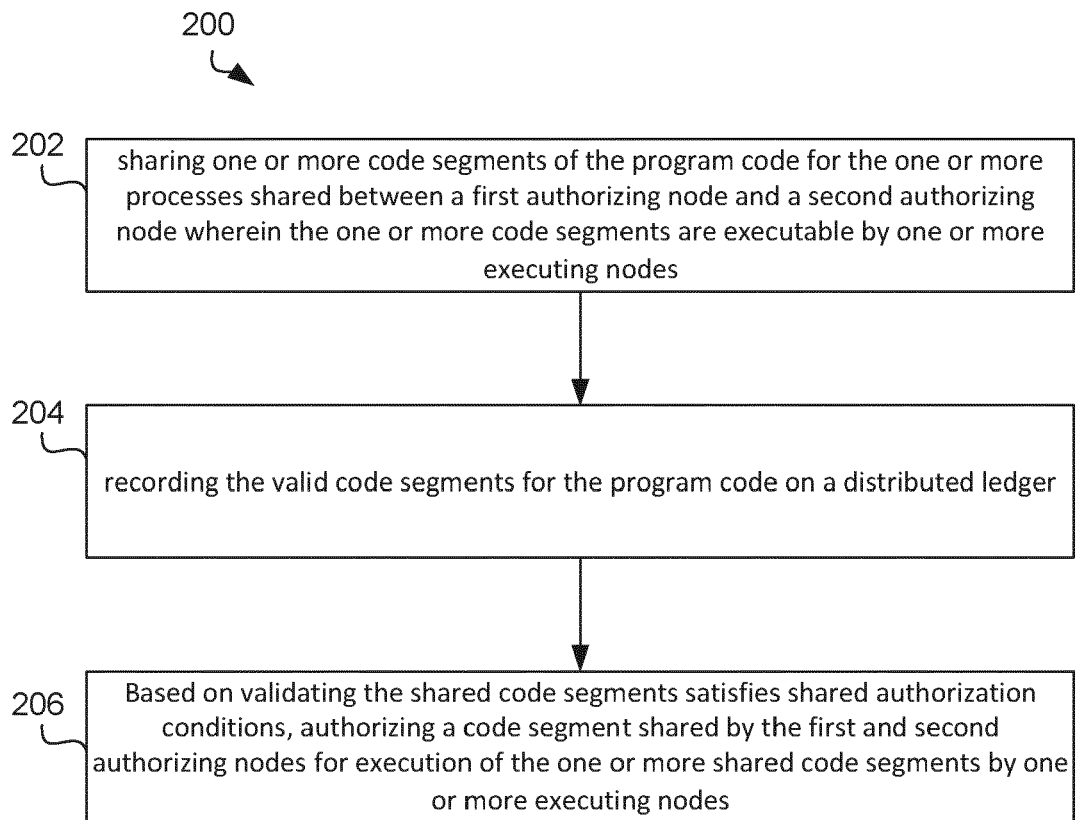 200
202
sharing one or more code segments of the program code for the one or more
processes shared between a first authorizing node and a second authorizing
node wherein the one or more code segments are executable by one or more
executing nodes
204
recording the valid code segments for the program code on a distributed ledger
206
Based on validating the shared code segments satisfies shared authorization
conditions, authorizing a code segment shared by the first and second
authorizing nodes for execution of the one or more shared code segments by one
or more executing nodes